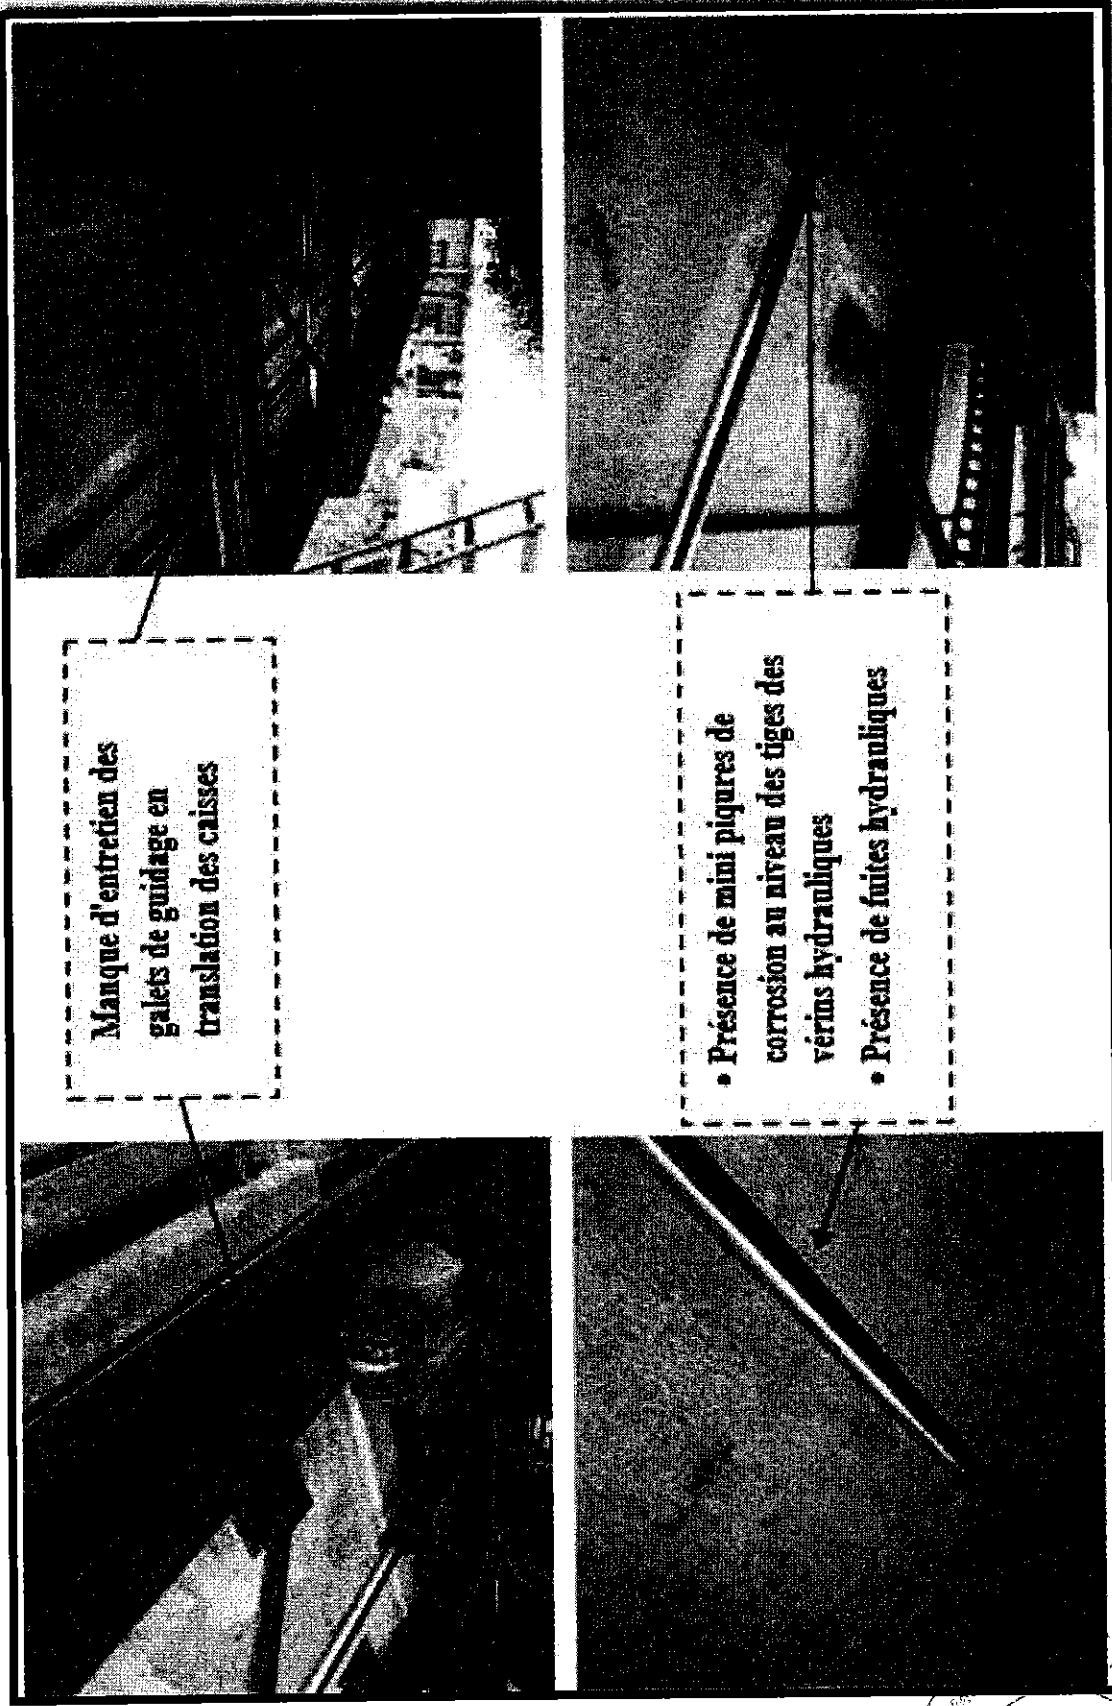 Manque d'entretien des
galets de guidage en
translation des caisses
• Présence de mini piqures de
corrosion au niveau des tiges des
vérins hydrauliques
• Présence de fuites hydrauliques